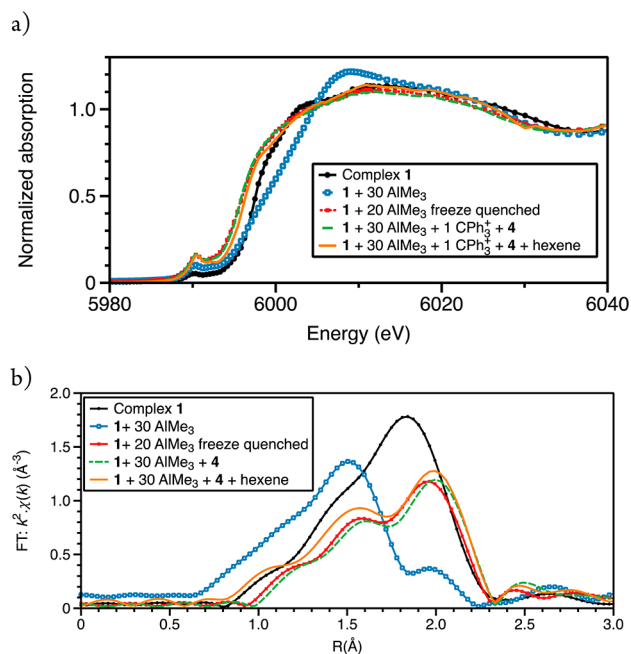 a)
Normalized absorption
1.0
0.5
0
Complex 1
1 + 30 AlMe₃
1 + 20 AlMe₃ freeze quenched
1 + 30 AlMe₃ + 1 CPh₃⁺ + 4
1 + 30 AlMe₃ + 1 CPh₃⁺ + 4 + hexene
5980 6000 6020 6040
Energy (eV)
b)
FT: k²·χ(k) (Å⁻³)
2.0
1.5
1.0
0.5
0
Complex 1
1+ 30 AlMe₃
1+ 20 AlMe₃ freeze quenched
1+ 30 AlMe₃ + 4
1 + 30 AlMe₃ + 4 + hexene
0 0.5 1.0 1.5 2.0 2.5 3.0
R(Å)